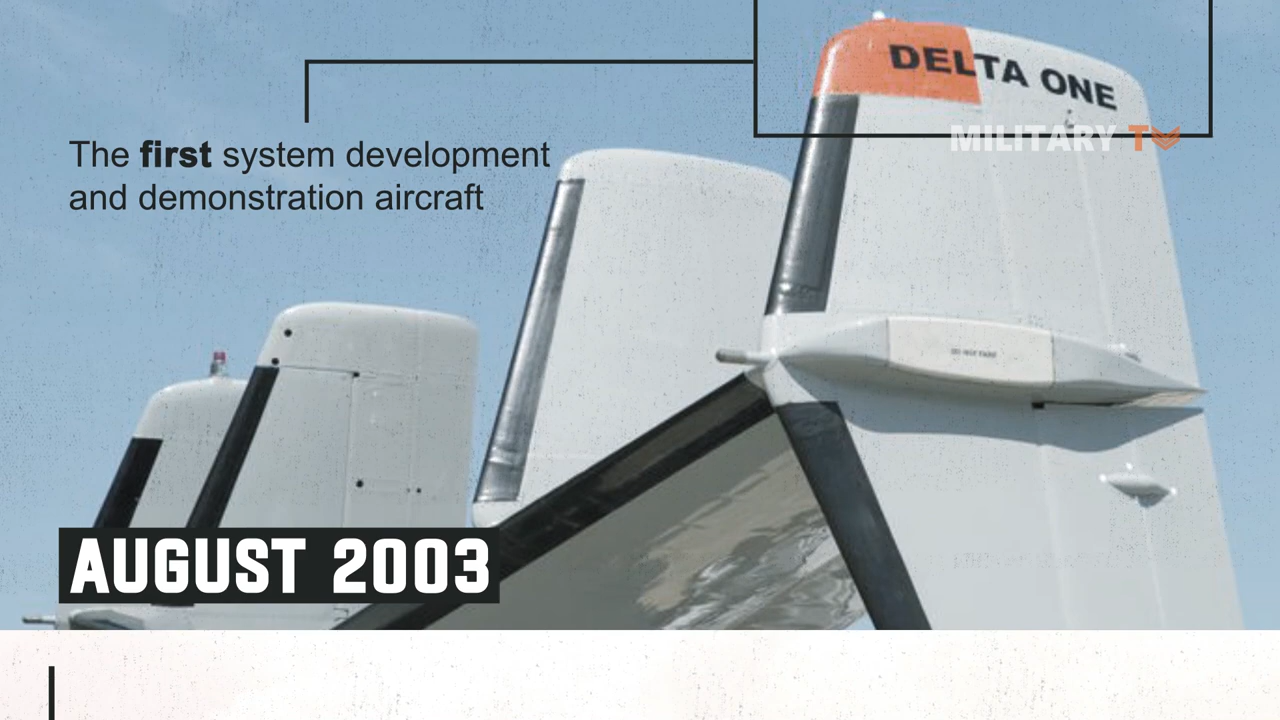 DELTA ONE
MILITARY TV
The first system development
and demonstration aircraft
AUGUST 2003